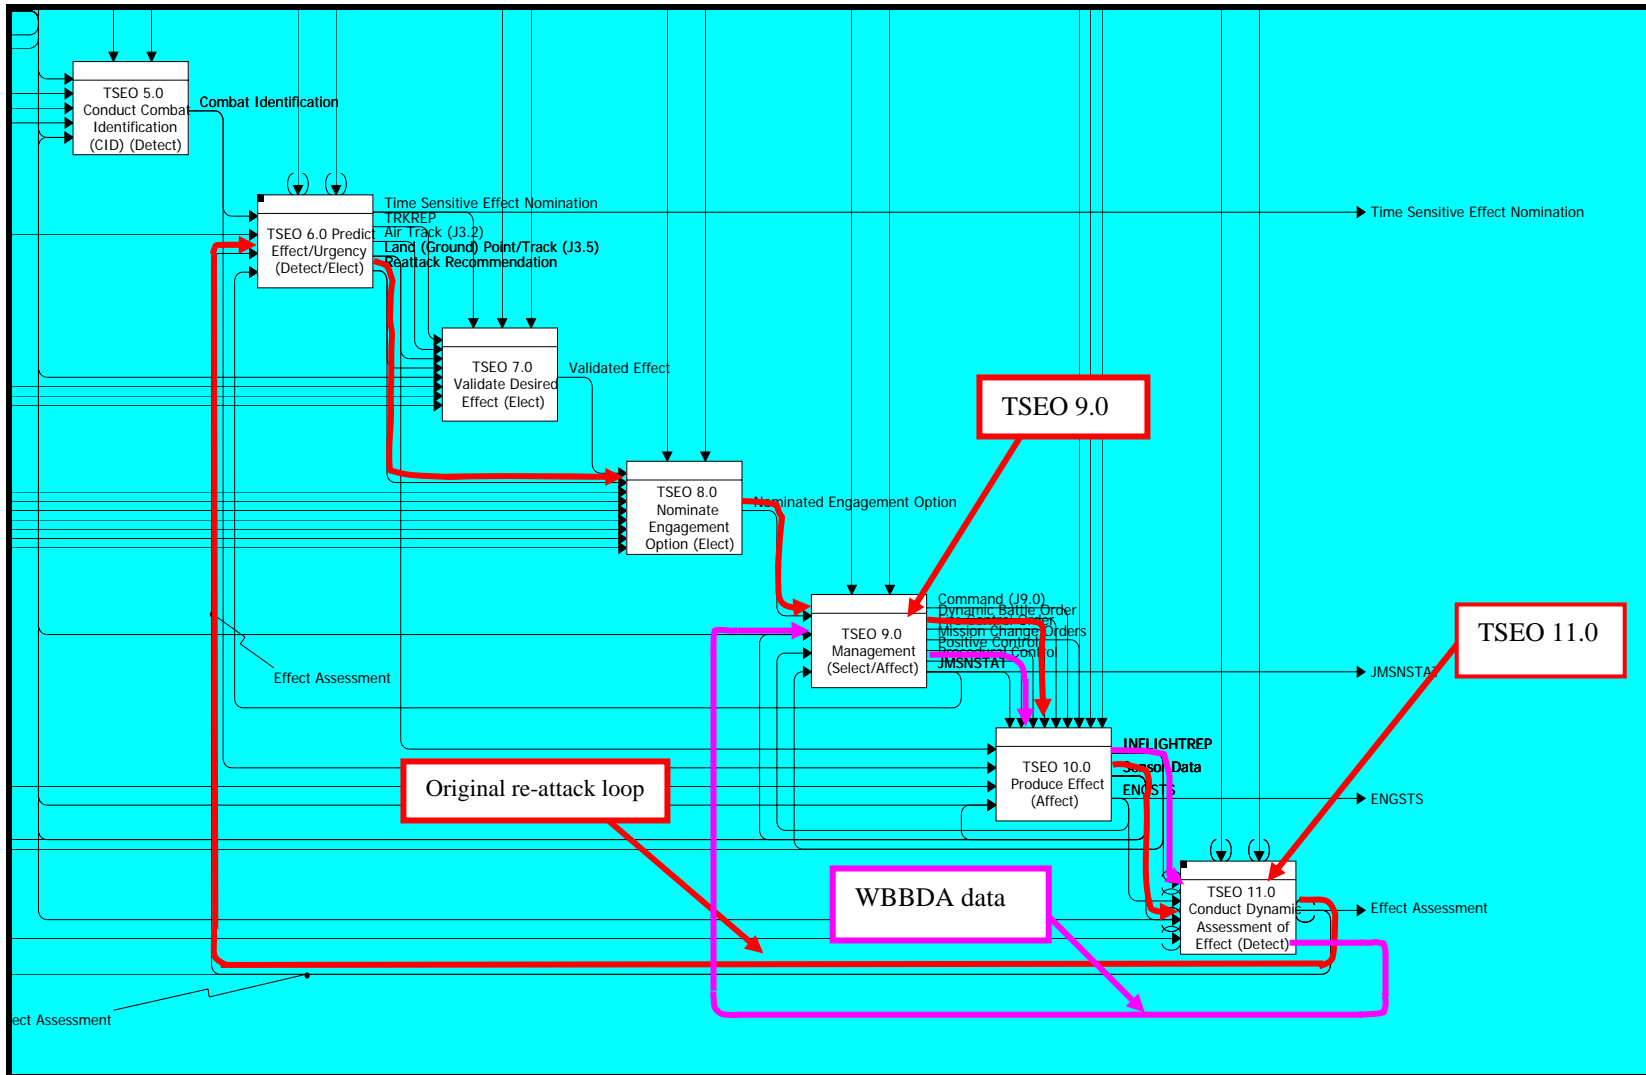 TSEO 5.0
Conduct Combat
Identification
(CID) (Detect)
Combat Identification
TSEO 6.0 Predict
Effect/Urgency
(Detect/Elect)
Time Sensitive Effect Nomination
TRKREP
Air Track (J3.2)
Land (Ground) Point/Track (J3.5)
Reattack Recommendation
Time Sensitive Effect Nomination
TSEO 7.0
Validate Desired
Effect (Elect)
Validated Effect
TSEO 9.0
TSEO 8.0
Nominate
Engagement
Option (Elect)
Nominated Engagement Option
TSEO 9.0
Management
(Select/Affect)
Command (J9.0)
Dynamic Battle Order
Fire Control Order
Mission Change Orders
Positive Control
Procedural Control
JMSNSTAT
JMSNSTAT
TSEO 11.0
Effect Assessment
TSEO 10.0
Produce Effect
(Affect)
INFLIGHTREP
Sensor Data
ENGSTS
ENGSTS
Original re-attack loop
WBBDA data
TSEO 11.0
Conduct Dynamic
Assessment of
Effect (Detect)
Effect Assessment
ect Assessment